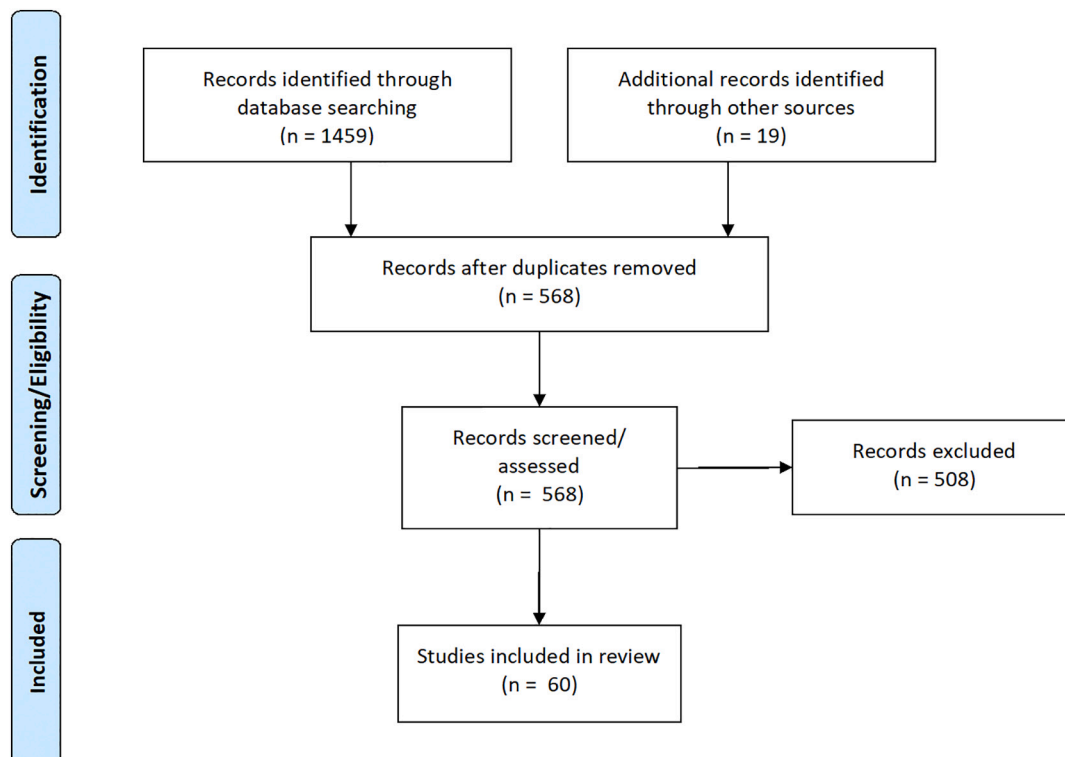 Identification
Records identified through
database searching
(n = 1459)
Additional records identified
through other sources
(n = 19)
Screening/Eligibility
Records after duplicates removed
(n = 568)
Records screened/
assessed
(n = 568)
Records excluded
(n = 508)
Included
Studies included in review
(n = 60)